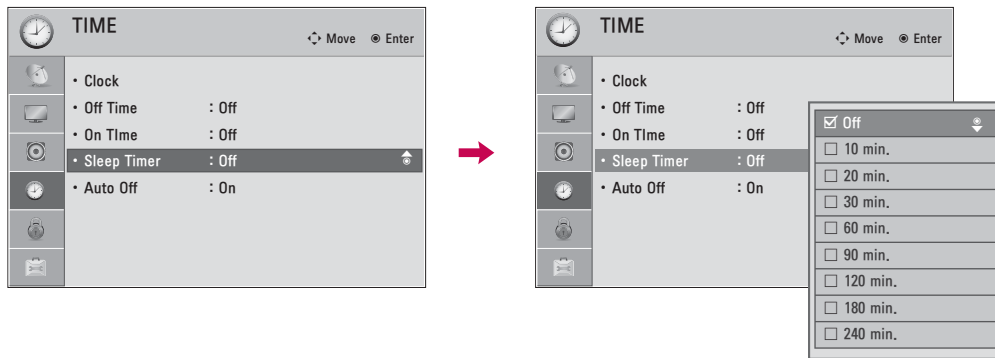 TIME
Move Enter
• Clock
• Off Time : Off
• On TIme : Off
• Sleep Timer : Off
• Auto Off : On
TIME
Move Enter
• Clock
• Off Time : Off
• On TIme : Off
• Sleep Timer : Off
• Auto Off : On
☑ Off
☐ 10 min.
☐ 20 min.
☐ 30 min.
☐ 60 min.
☐ 90 min.
☐ 120 min.
☐ 180 min.
☐ 240 min.